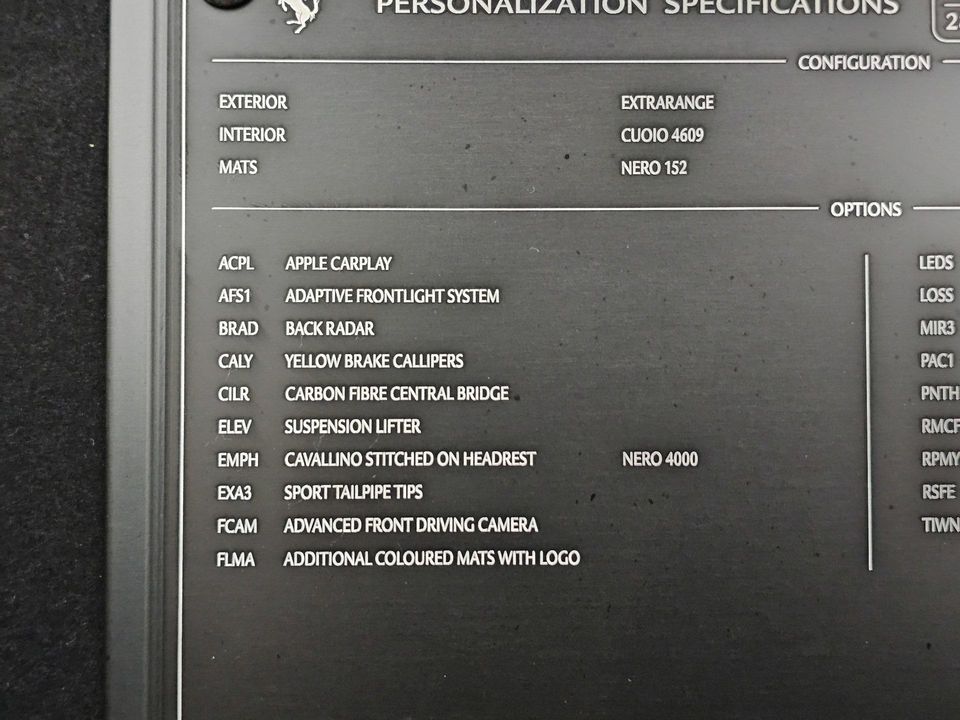 PERSONALIZATION SPECIFICATIONS
CONFIGURATION
EXTERIOR EXTRARANGE
INTERIOR CUOIO 4609
MATS NERO 152
OPTIONS
ACPL APPLE CARPLAY LEDS
AFS1 ADAPTIVE FRONTLIGHT SYSTEM LOSS
BRAD BACK RADAR MIR3
CALY YELLOW BRAKE CALLIPERS PAC1
CILR CARBON FIBRE CENTRAL BRIDGE PNTH
ELEV SUSPENSION LIFTER RMCF
EMPH CAVALLINO STITCHED ON HEADREST NERO 4000 RPMY
EXA3 SPORT TAILPIPE TIPS RSFE
FCAM ADVANCED FRONT DRIVING CAMERA TIWN
FLMA ADDITIONAL COLOURED MATS WITH LOGO